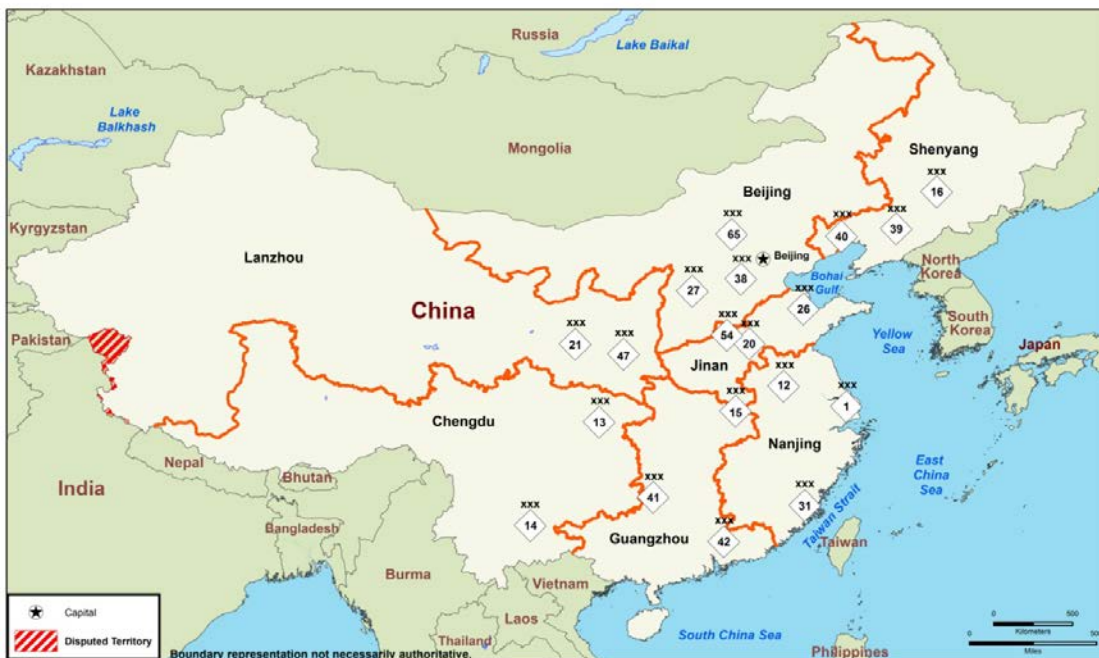 Russia
Lake Baikal
Kazakhstan
Lake
Balkhash
Mongolia
Shenyang
xxx
16
Beijing
xxx
40
xxx
39
Kyrgyzstan
xxx
65
Beijing
Lanzhou
xxx
38
North
Korea
Bohai
Gulf
xxx
27
China
xxx
26
South
Korea
Pakistan
xxx
21
xxx
47
xxx
54
xxx
20
Yellow
Sea
Japan
Jinan
xxx
12
xxx
1
Chengdu
xxx
13
xxx
15
Nanjing
Nepal
Bhutan
India
East
China
Sea
xxx
41
xxx
31
Taiwan Strait
xxx
14
Bangladesh
Guangzhou
xxx
42
Taiwan
Burma
Vietnam
Laos
Capital
Disputed Territory
Thailand
South China Sea
Philippines
0 500
Kilometers
0 500
Miles
Boundary representation not necessarily authoritative.